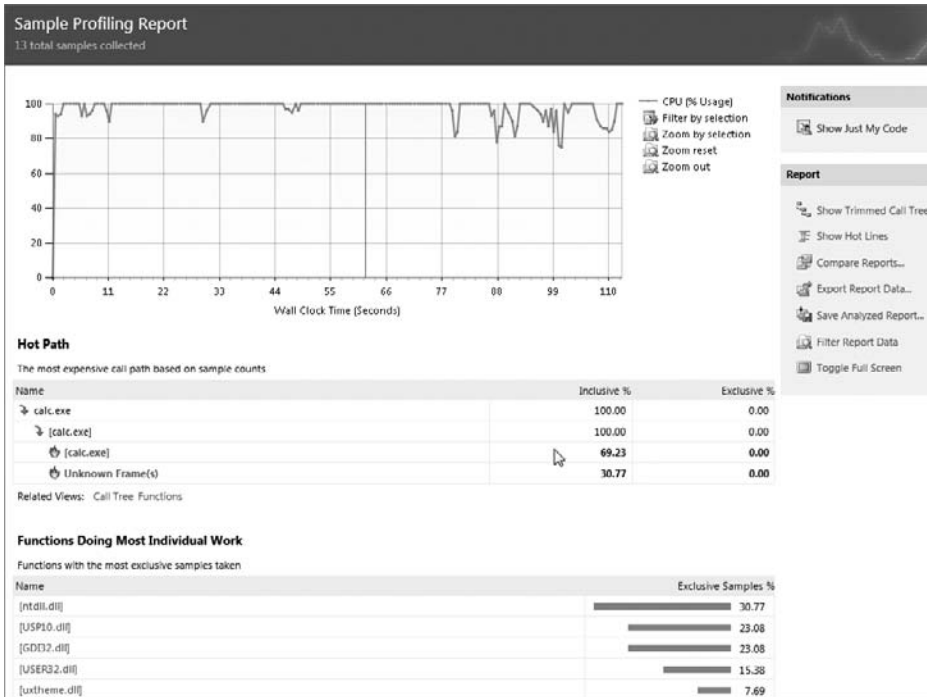 Sample Profiling Report
13 total samples collected
100
80
60
40
20
0
0 11 22 33 44 55 66 77 88 99 110
Wall Clock Time (Seconds)
CPU (% Usage)
Filter by selection
Zoom by selection
Zoom reset
Zoom out
Notifications
Show Just My Code
Report
Show Trimmed Call Tree
Show Hot Lines
Compare Reports...
Export Report Data...
Save Analyzed Report...
Filter Report Data
Toggle Full Screen
Hot Path
The most expensive call path based on sample counts
Name Inclusive % Exclusive %
calc.exe 100.00 0.00
[calc.exe] 100.00 0.00
[calc.exe] 69.23 0.00
Unknown Frame(s) 30.77 0.00
Related Views: Call Tree Functions
Functions Doing Most Individual Work
Functions with the most exclusive samples taken
Name Exclusive Samples %
[ntdll.dll] 30.77
[USP10.dll] 23.08
[GDI32.dll] 23.08
[USER32.dll] 15.38
[uxtheme.dll] 7.69